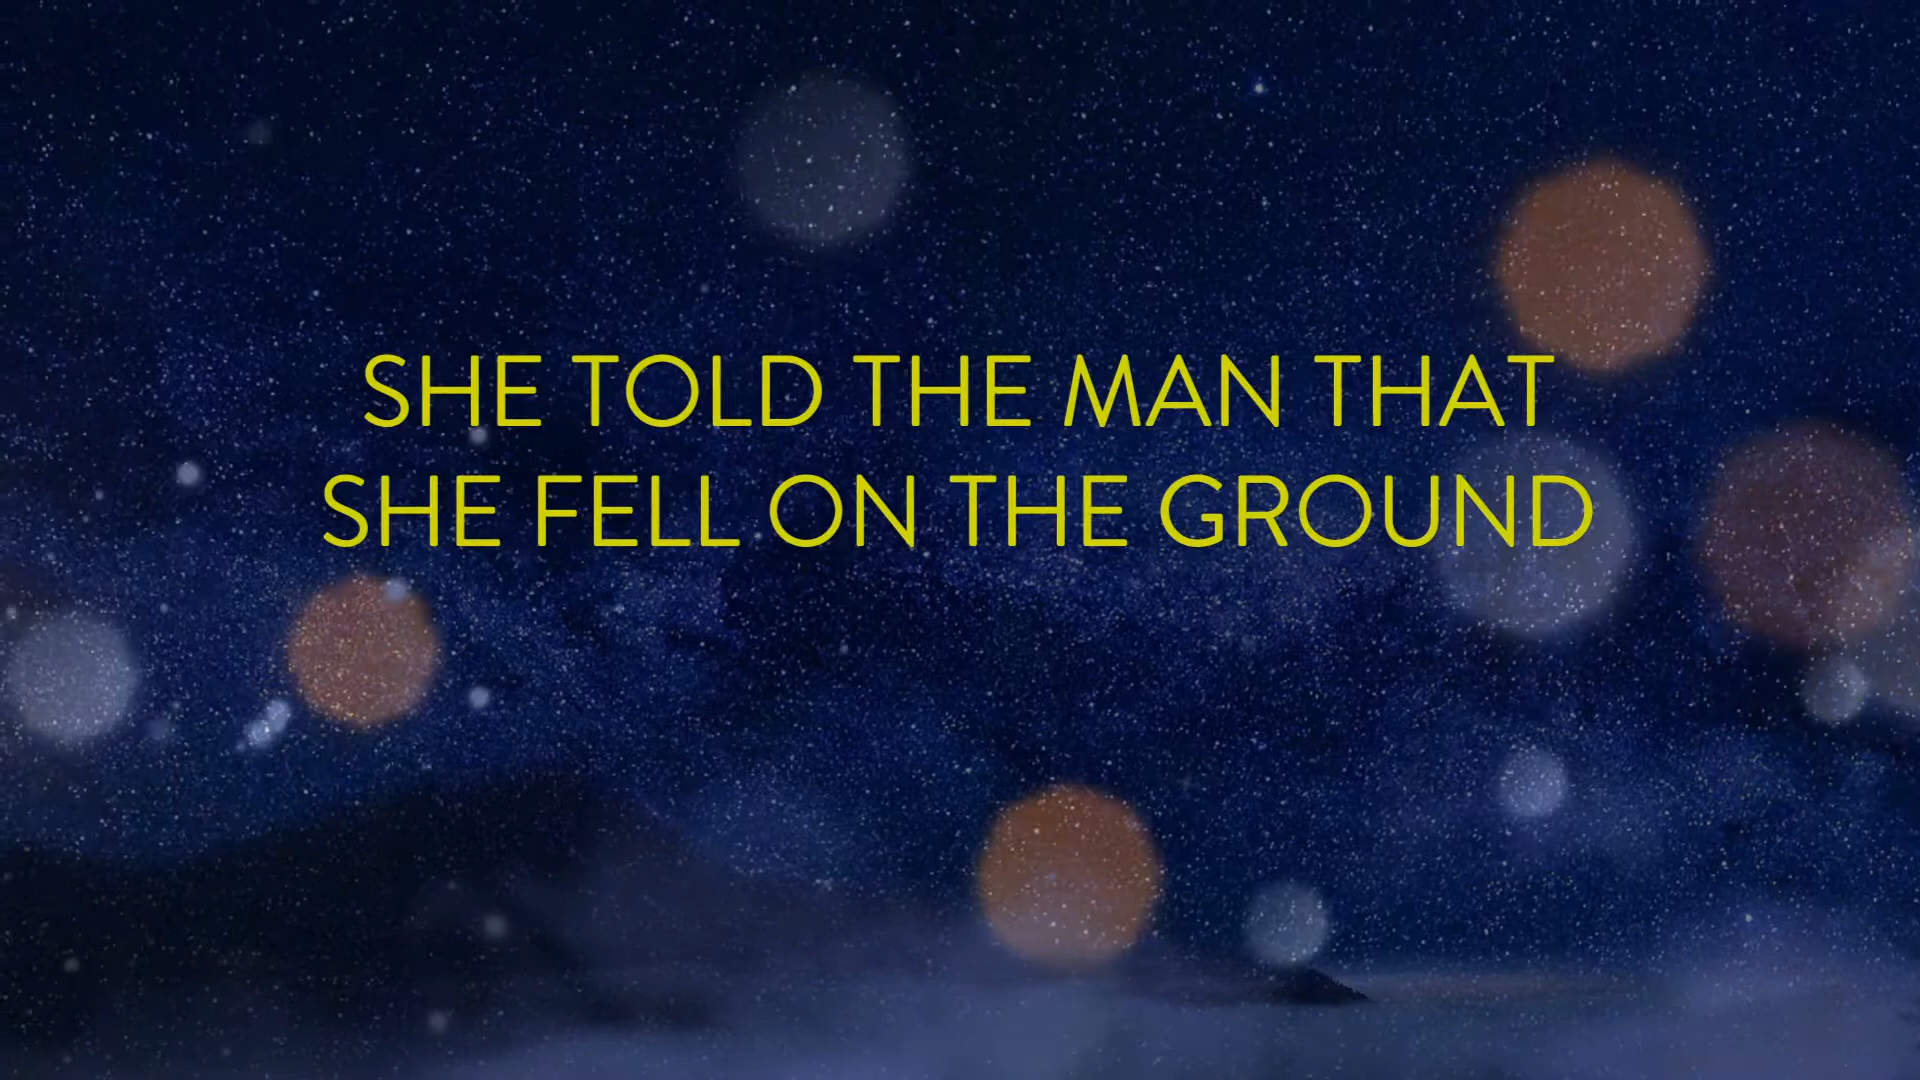 SHE TOLD THE MAN THAT
SHE FELL ON THE GROUND